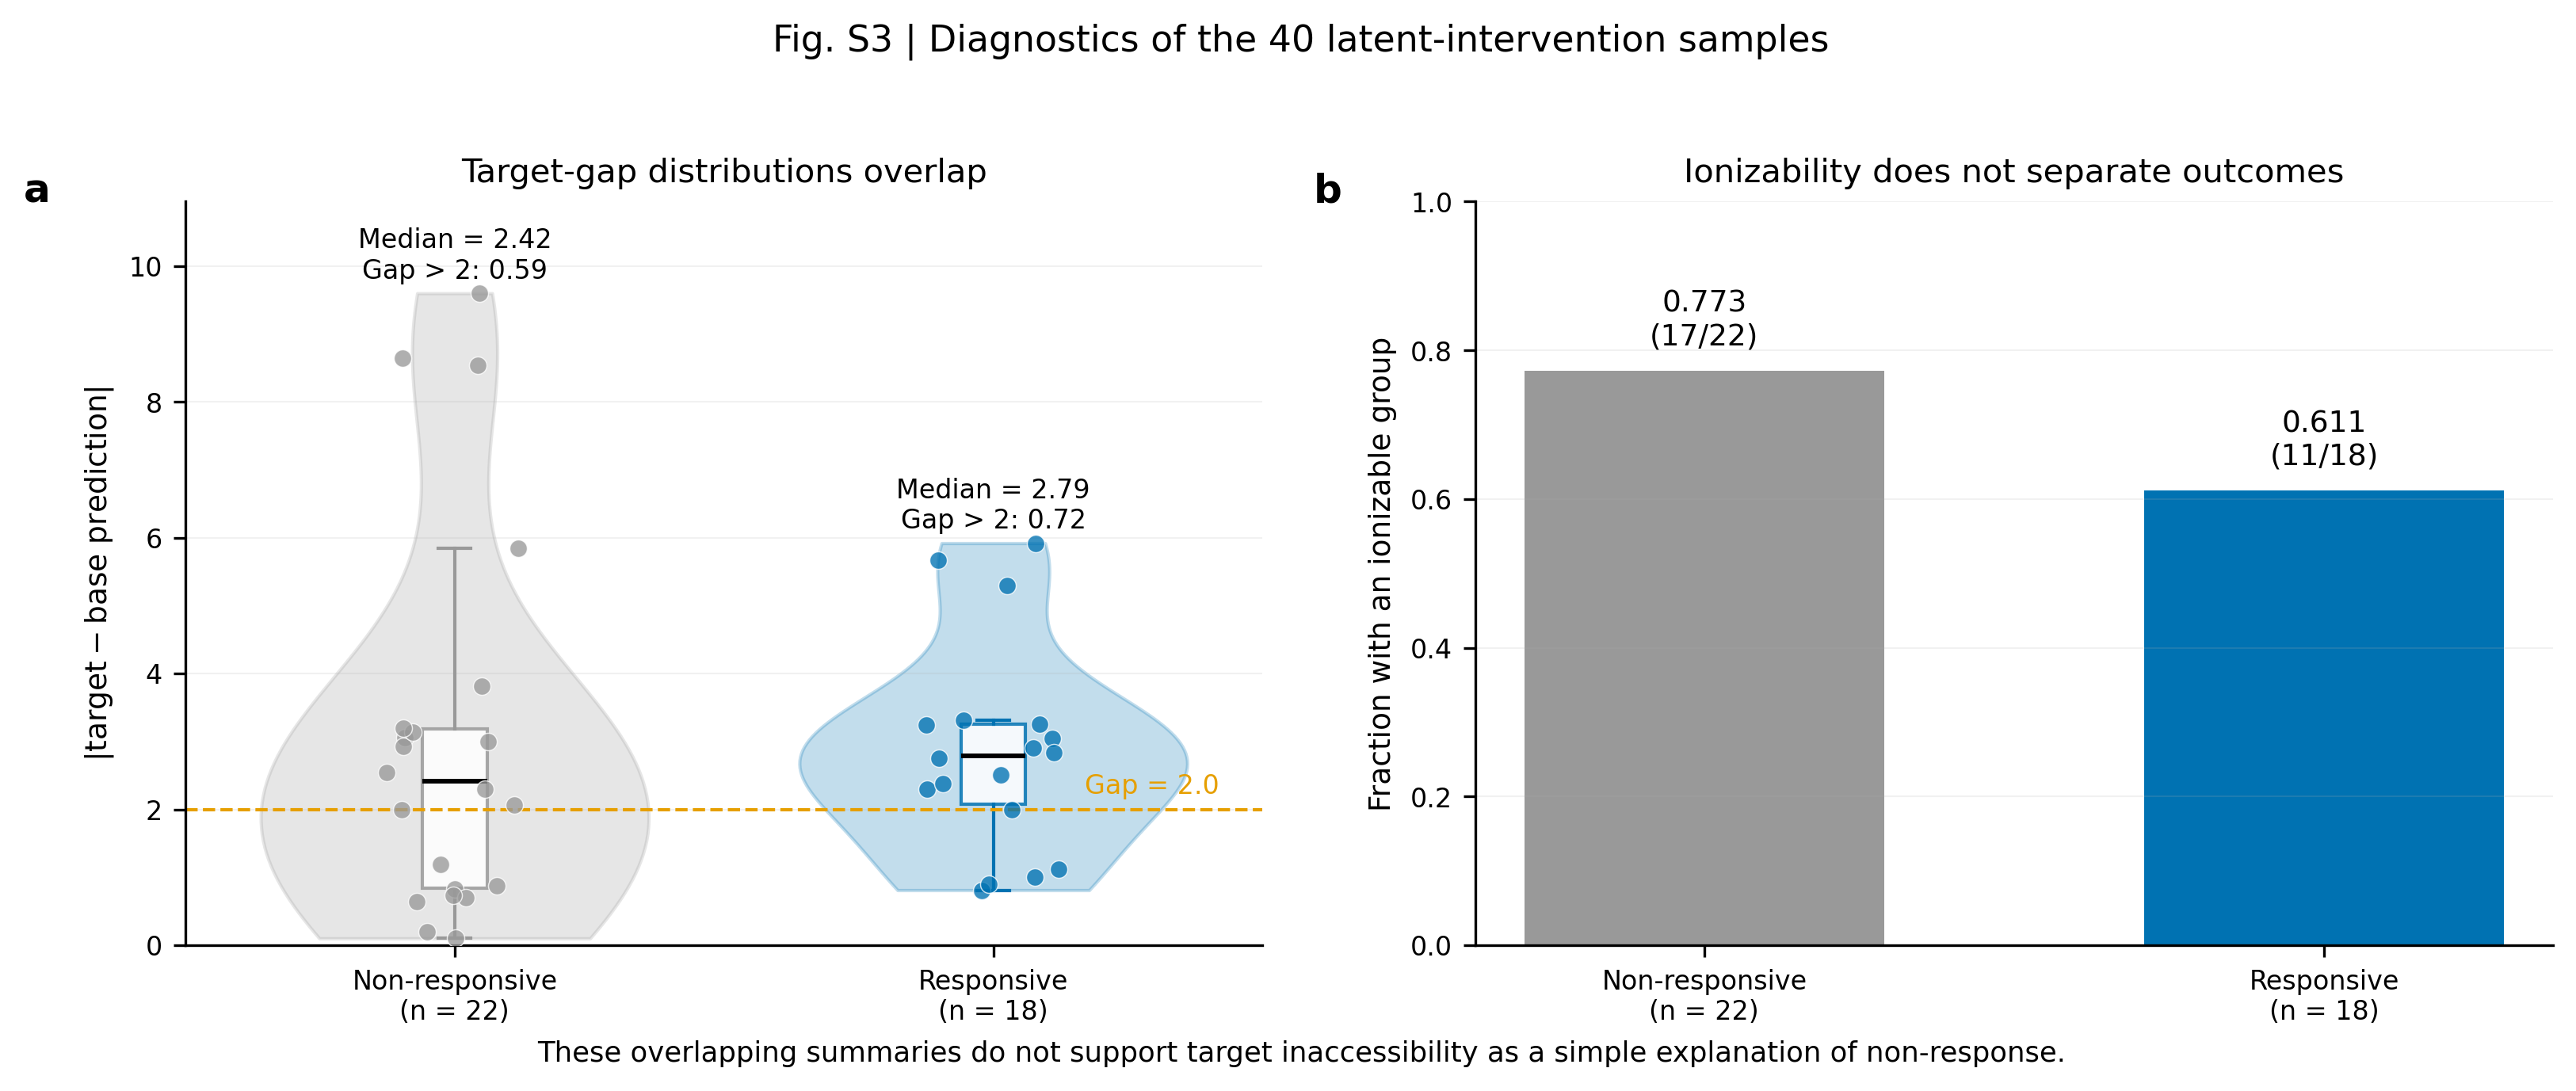 Fig. S3 | Diagnostics of the 40 latent-intervention samples
a
Target-gap distributions overlap
|target − base prediction|
10
8
6
4
2
0
Median = 2.42
Gap > 2: 0.59
Median = 2.79
Gap > 2: 0.72
Gap = 2.0
Non-responsive
(n = 22)
Responsive
(n = 18)
b
Ionizability does not separate outcomes
Fraction with an ionizable group
1.0
0.8
0.6
0.4
0.2
0.0
0.773
(17/22)
0.611
(11/18)
Non-responsive
(n = 22)
Responsive
(n = 18)
These overlapping summaries do not support target inaccessibility as a simple explanation of non-response.